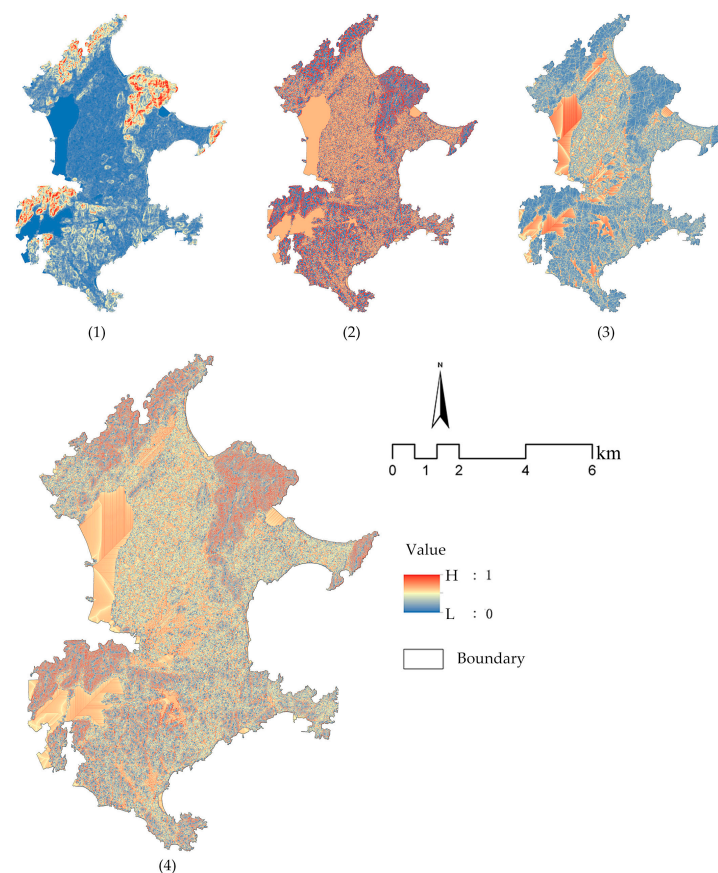 (1)
(2)
(3)
N
km
0 1 2 4 6
Value
H : 1
L : 0
Boundary
(4)